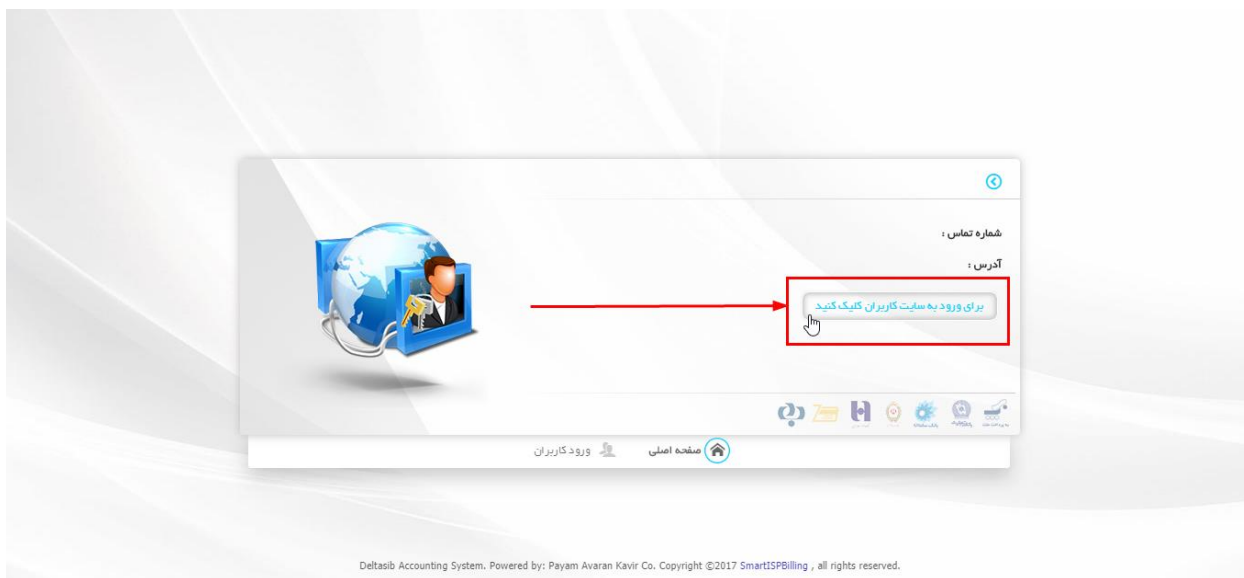 شماره تماس :
آدرس :
برای ورود به سایت کاربران کلیک کنید
صفحه اصلی
ورود کاربران
Deltasib Accounting System. Powered by: Payam Avaran Kavir Co. Copyright ©2017 SmartISPBilling , all rights reserved.